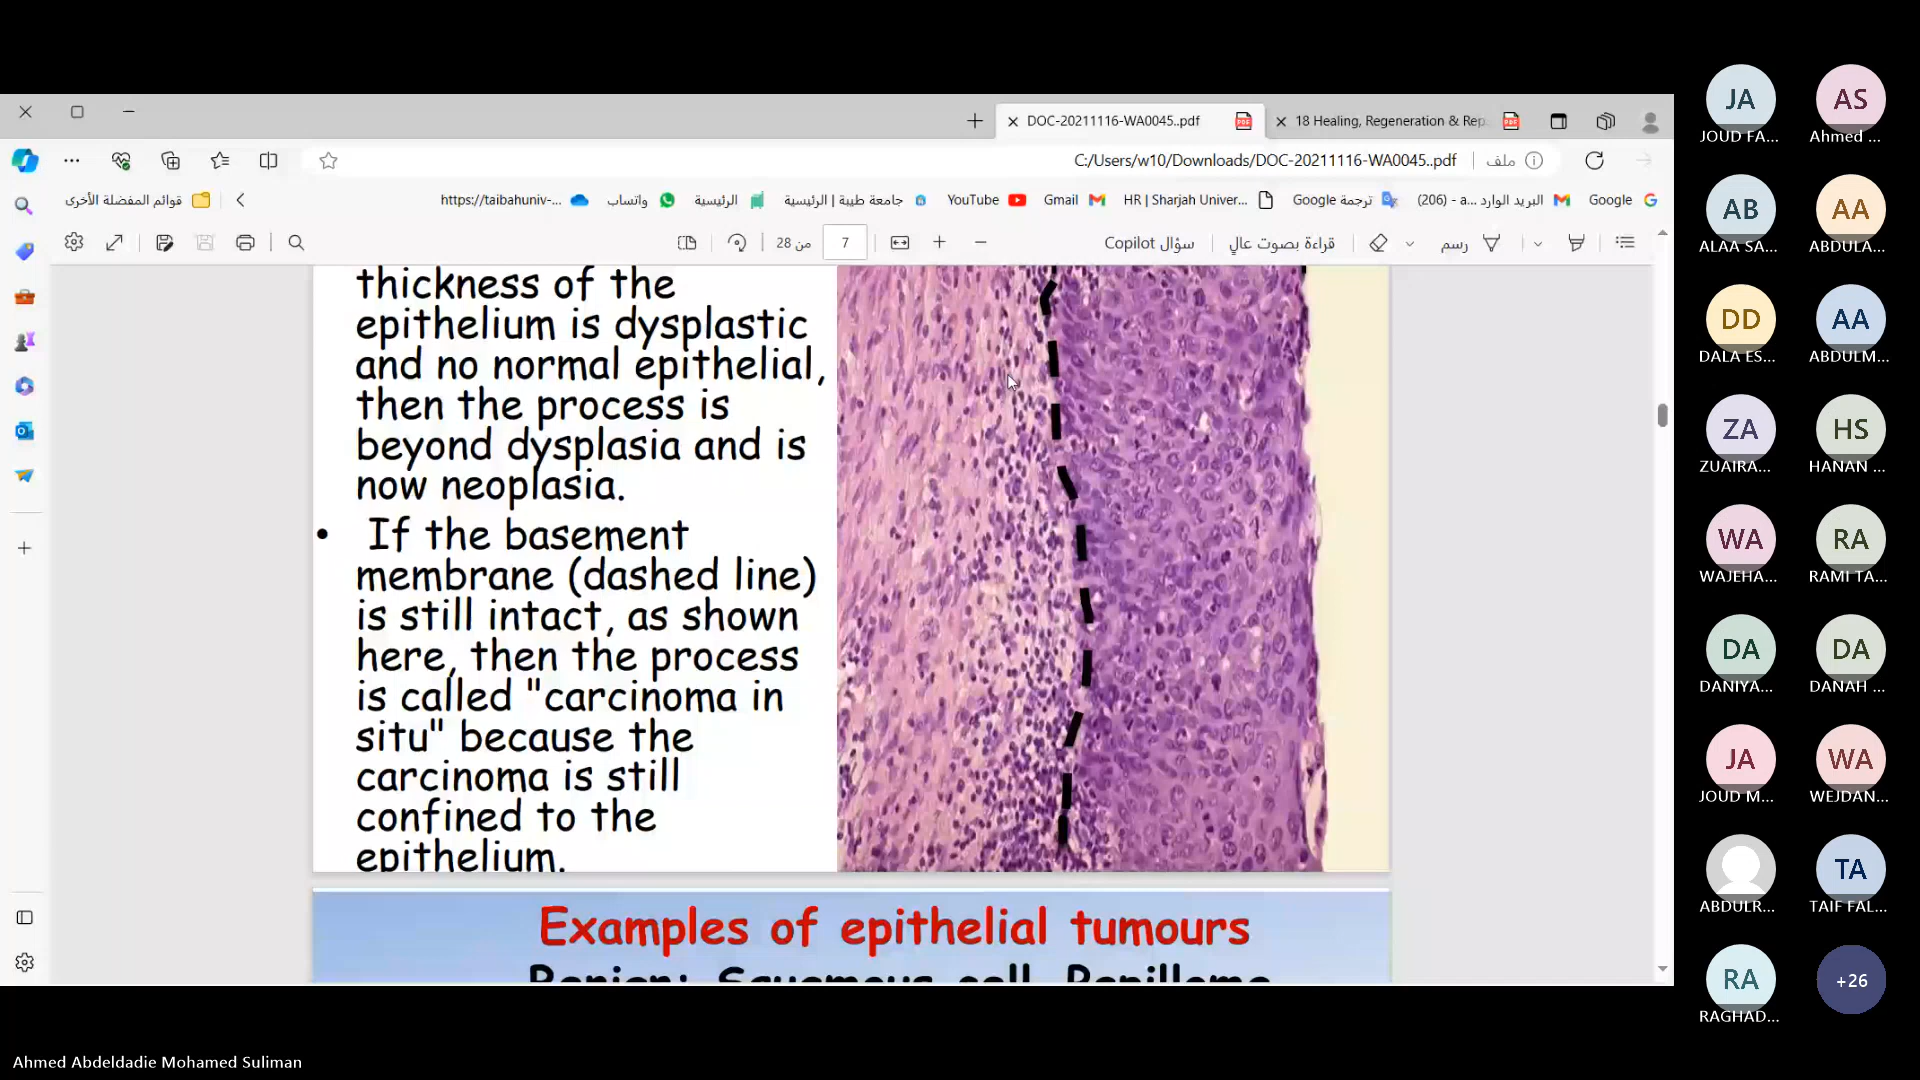 DOC-20211116-WA0045..pdf
18 Healing, Regeneration & Rep
C:/Users/w10/Downloads/DOC-20211116-WA0045..pdf
ملف
قوائم المفضلة الأخرى
https://taibahuniv-...
واتساب
الرئيسية
جامعة طيبة | الرئيسية
YouTube
Gmail
HR | Sharjah Univer...
ترجمة Google
البريد الوارد (206) - a...
Google
28 من
7
سؤال Copilot
قراءة بصوت عالٍ
رسم
thickness of the
epithelium is dysplastic
and no normal epithelial,
then the process is
beyond dysplasia and is
now neoplasia.
• If the basement
membrane (dashed line)
is still intact, as shown
here, then the process
is called "carcinoma in
situ" because the
carcinoma is still
confined to the
epithelium.
Examples of epithelial tumours
JA
JOUD FA...
AS
Ahmed ...
AB
ALAA SA...
AA
ABDULA...
DD
DALA ES...
AA
ABDULM...
ZA
ZUAIRA...
HS
HANAN ...
WA
WAJEHA...
RA
RAMI TA...
DA
DANIYA...
DA
DANAH ...
JA
JOUD M...
WA
WEJDAN...
ABDULR...
TA
TAIF FAL...
RA
RAGHAD...
+26
Ahmed Abdeldadie Mohamed Suliman